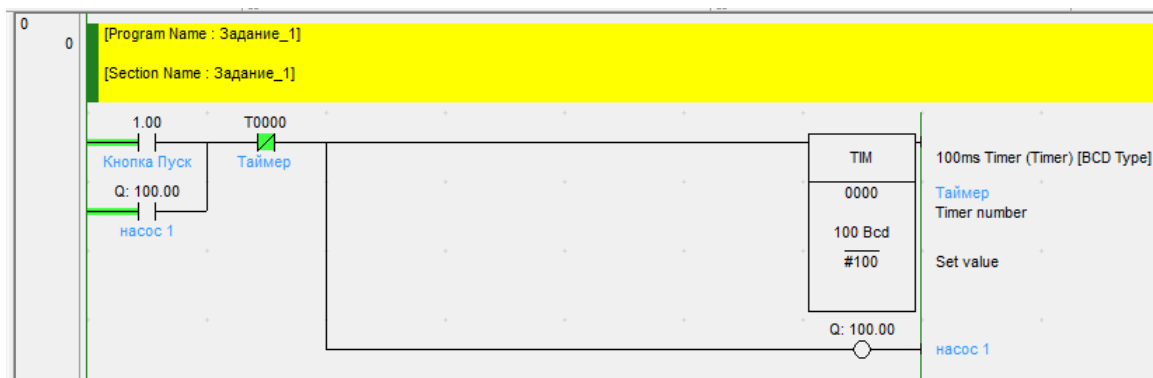 0
0
[Program Name : Задание_1]
[Section Name : Задание_1]
1.00
T0000
Кнопка Пуск
Таймер
TIM
100ms Timer (Timer) [BCD Type]
Q: 100.00
0000
Таймер
Timer number
насос 1
100 Bcd
#100
Set value
Q: 100.00
насос 1